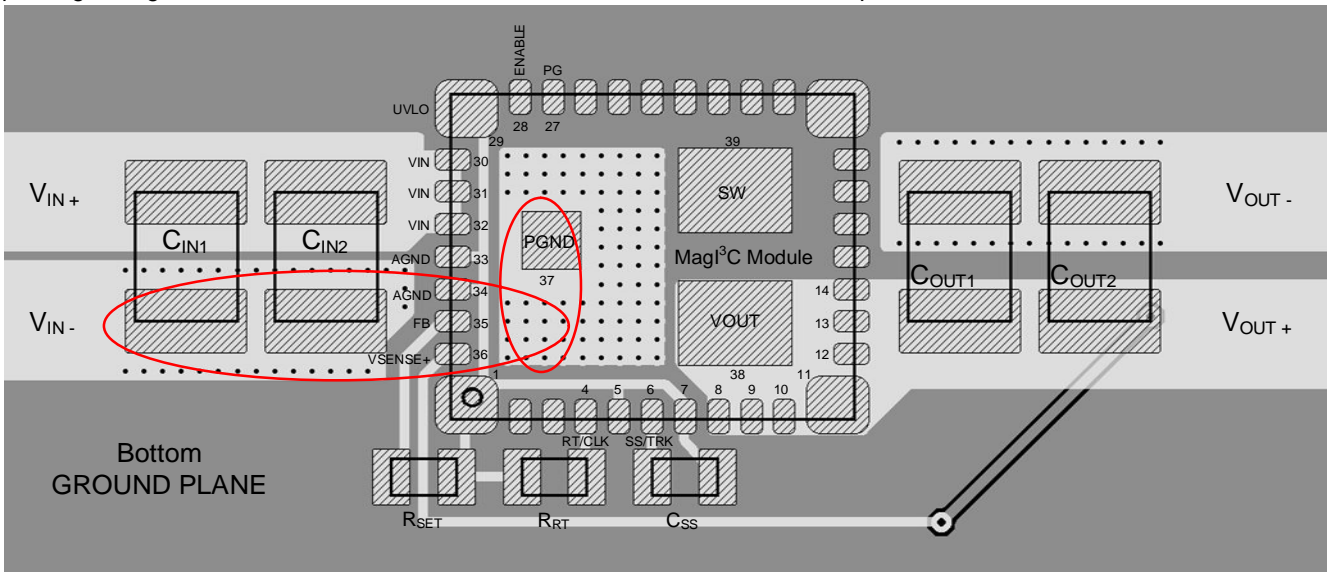 ENABLE
PG
UVLO
28
27
29
39
VIN
30
VIN
31
VIN
32
AGND
33
AGND
34
FB
35
VSENSE+
36
VIN +
CIN1
CIN2
VIN -
PGND
37
SW
MagI³C Module
VOUT
38
14
13
12
11
1
4
5
6
7
8
9
10
RT/CLK
SS/TRK
COUT1
COUT2
VOUT -
VOUT +
Bottom
GROUND PLANE
RSET
RRT
CSS